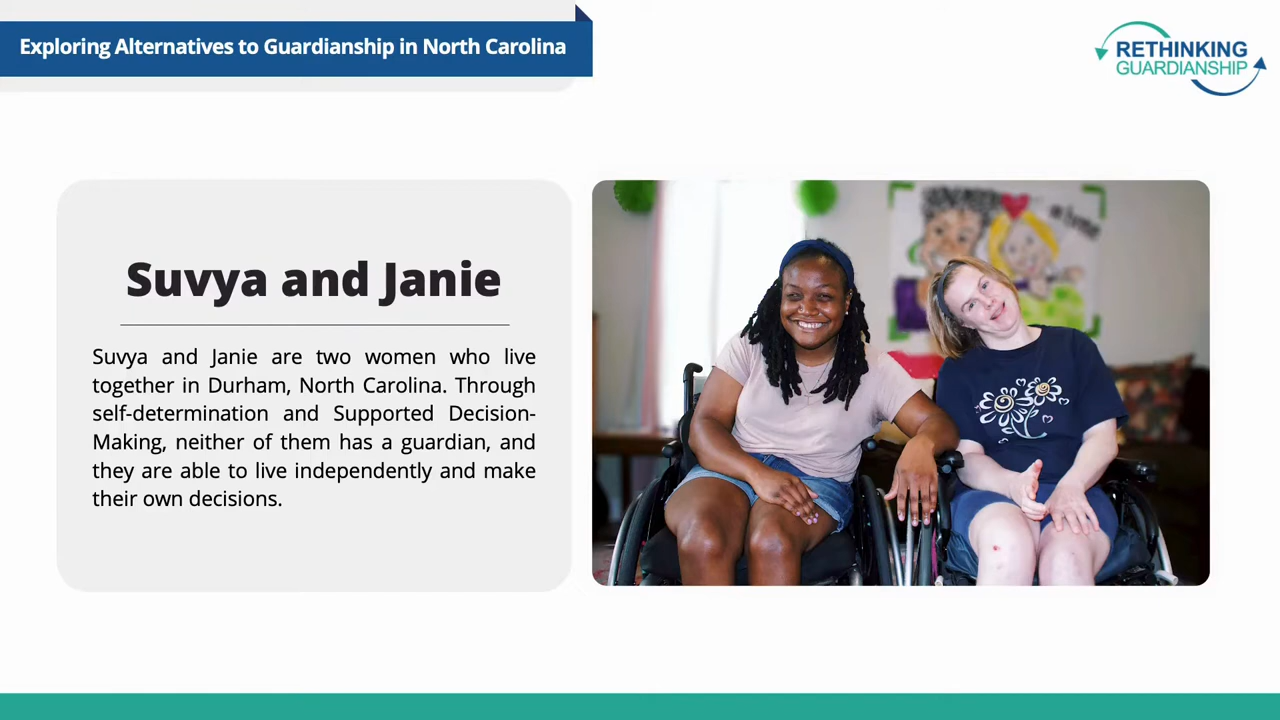 Exploring Alternatives to Guardianship in North Carolina
RETHINKING
GUARDIANSHIP
Suvya and Janie
Suvya and Janie are two women who live
together in Durham, North Carolina. Through
self-determination and Supported Decision-
Making, neither of them has a guardian, and
they are able to live independently and make
their own decisions.